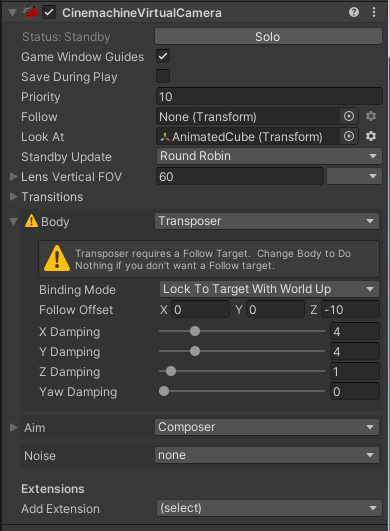 CinemachineVirtualCamera
Status: Standby Solo
Game Window Guides
Save During Play
Priority 10
Follow None (Transform)
Look At AnimatedCube (Transform)
Standby Update Round Robin
Lens Vertical FOV 60
Transitions
Body Transposer
Transposer requires a Follow Target. Change Body to Do
Nothing if you don't want a Follow target.
Binding Mode Lock To Target With World Up
Follow Offset X 0 Y 0 Z -10
X Damping 4
Y Damping 4
Z Damping 1
Yaw Damping 0
Aim Composer
Noise none
Extensions
Add Extension (select)